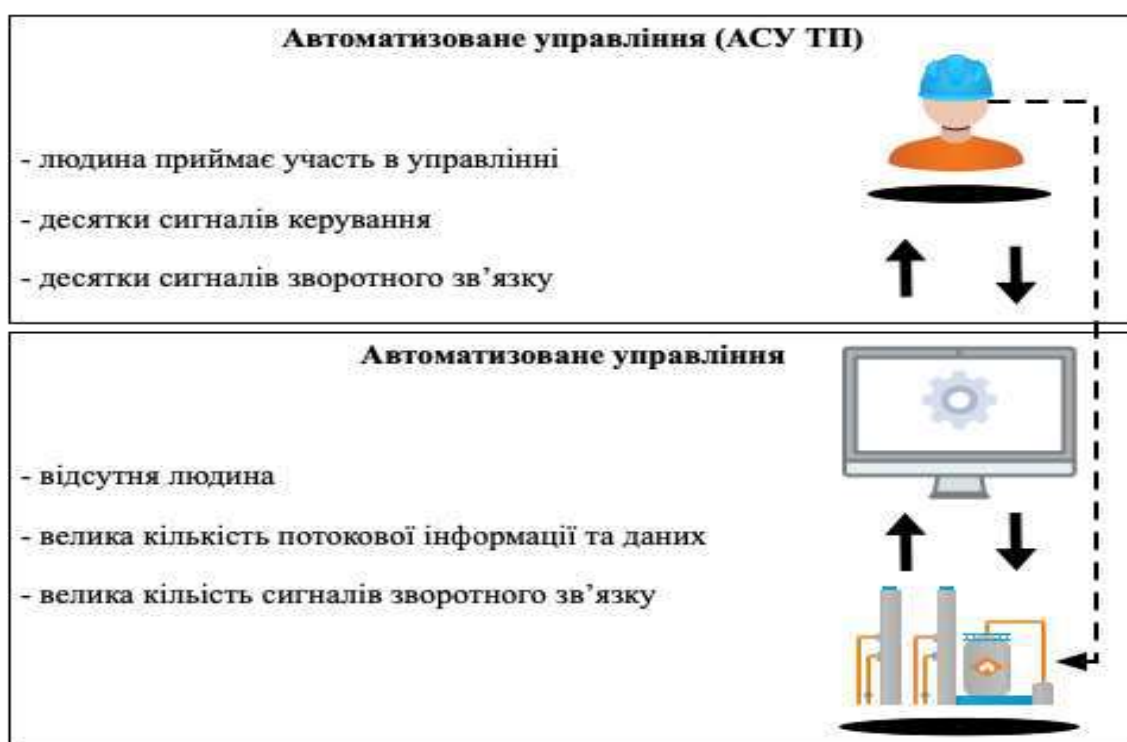 Автоматизоване управління (АСУ ТП)
- людина приймає участь в управлінні
- десятки сигналів керування
- десятки сигналів зворотного зв’язку
Автоматизоване управління
- відсутня людина
- велика кількість потокової інформації та даних
- велика кільість сигналів зворотного зв’язку